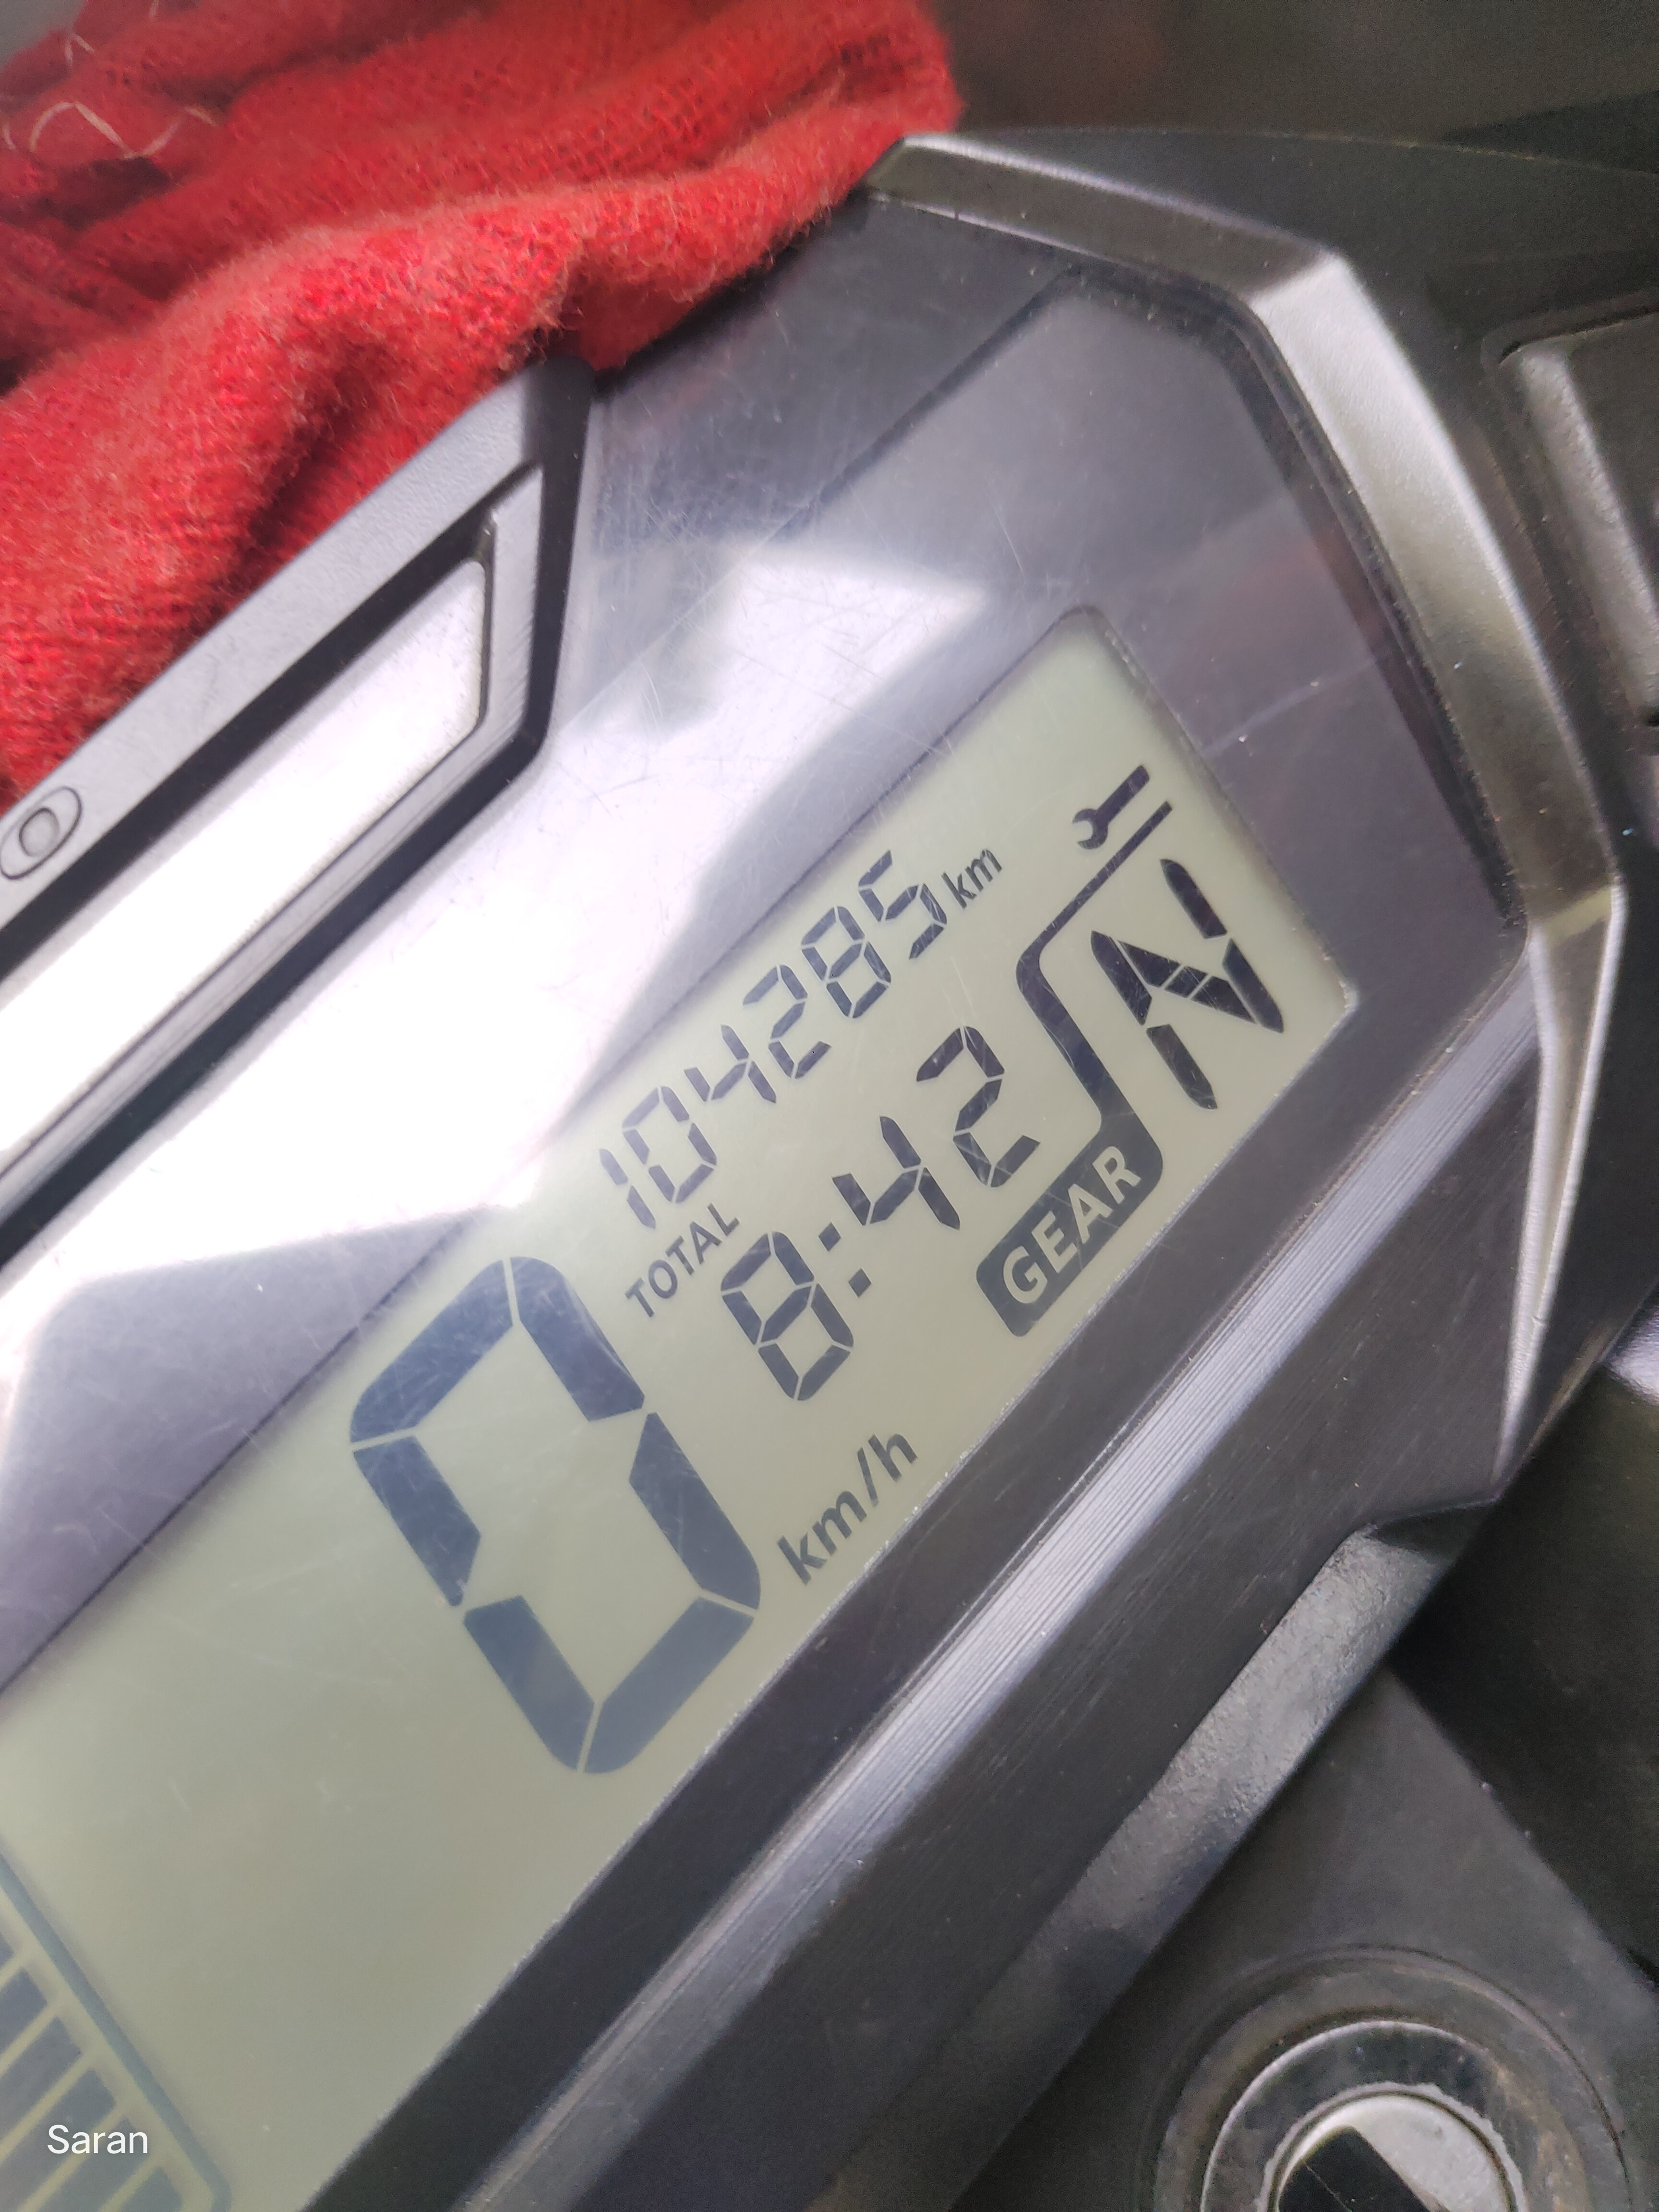 104285 km
TOTAL
8:42
N
GEAR
0
km/h
Saran